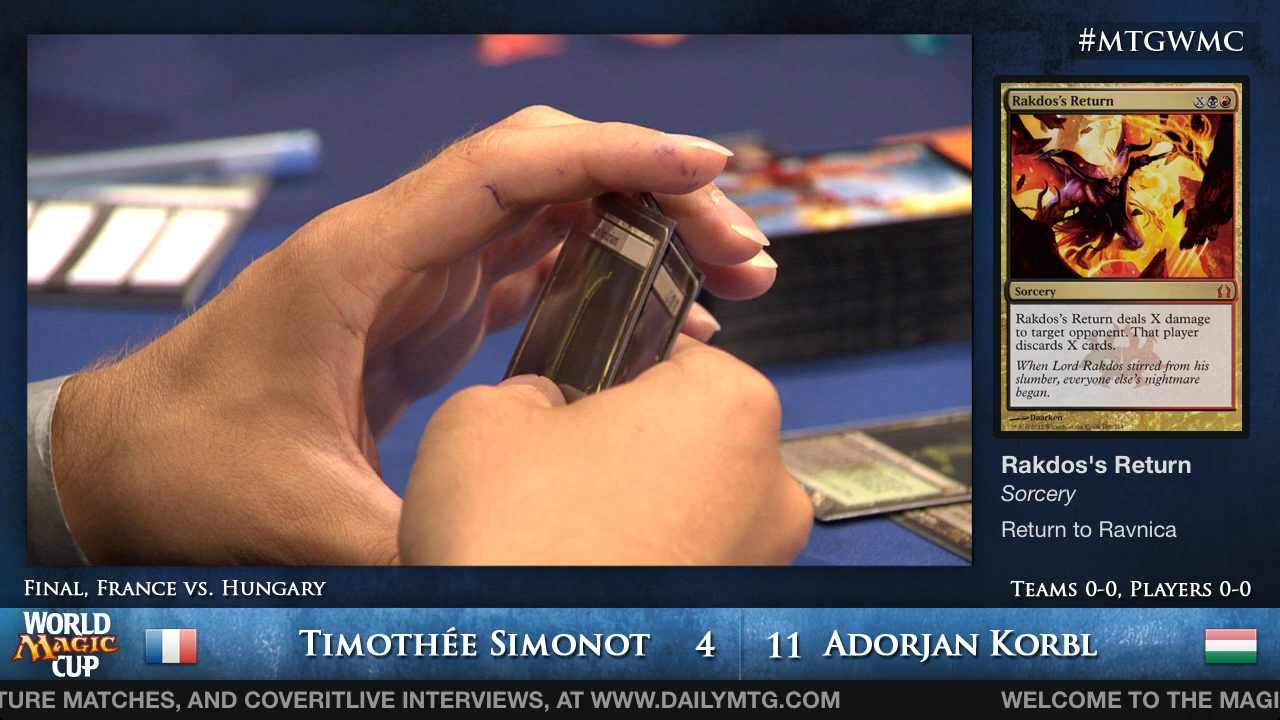 #MTGWMC
Rakdos's Return
XBR
Sorcery
Rakdos's Return deals X damage
to target opponent. That player
discards X cards.
When Lord Rakdos stirred from his
slumber, everyone else's nightmare
began.
Daarken
Rakdos's Return
Sorcery
Return to Ravnica
FINAL, FRANCE VS. HUNGARY
TEAMS 0-0, PLAYERS 0-0
WORLD
MAGIC
CUP
TIMOTHÉE SIMONOT 4
11 ADORJAN KORBL
TURE MATCHES, AND COVERITLIVE INTERVIEWS, AT WWW.DAILYMTG.COM
WELCOME TO THE MAGI